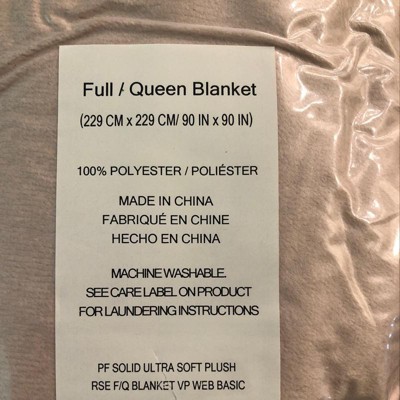 Full / Queen Blanket
(229 CM x 229 CM/ 90 IN x 90 IN)
100% POLYESTER / POLIÉSTER
MADE IN CHINA
FABRIQUÉ EN CHINE
HECHO EN CHINA
MACHINE WASHABLE.
SEE CARE LABEL ON PRODUCT
FOR LAUNDERING INSTRUCTIONS
PF SOLID ULTRA SOFT PLUSH
RSE F/Q BLANKET VP WEB BASIC